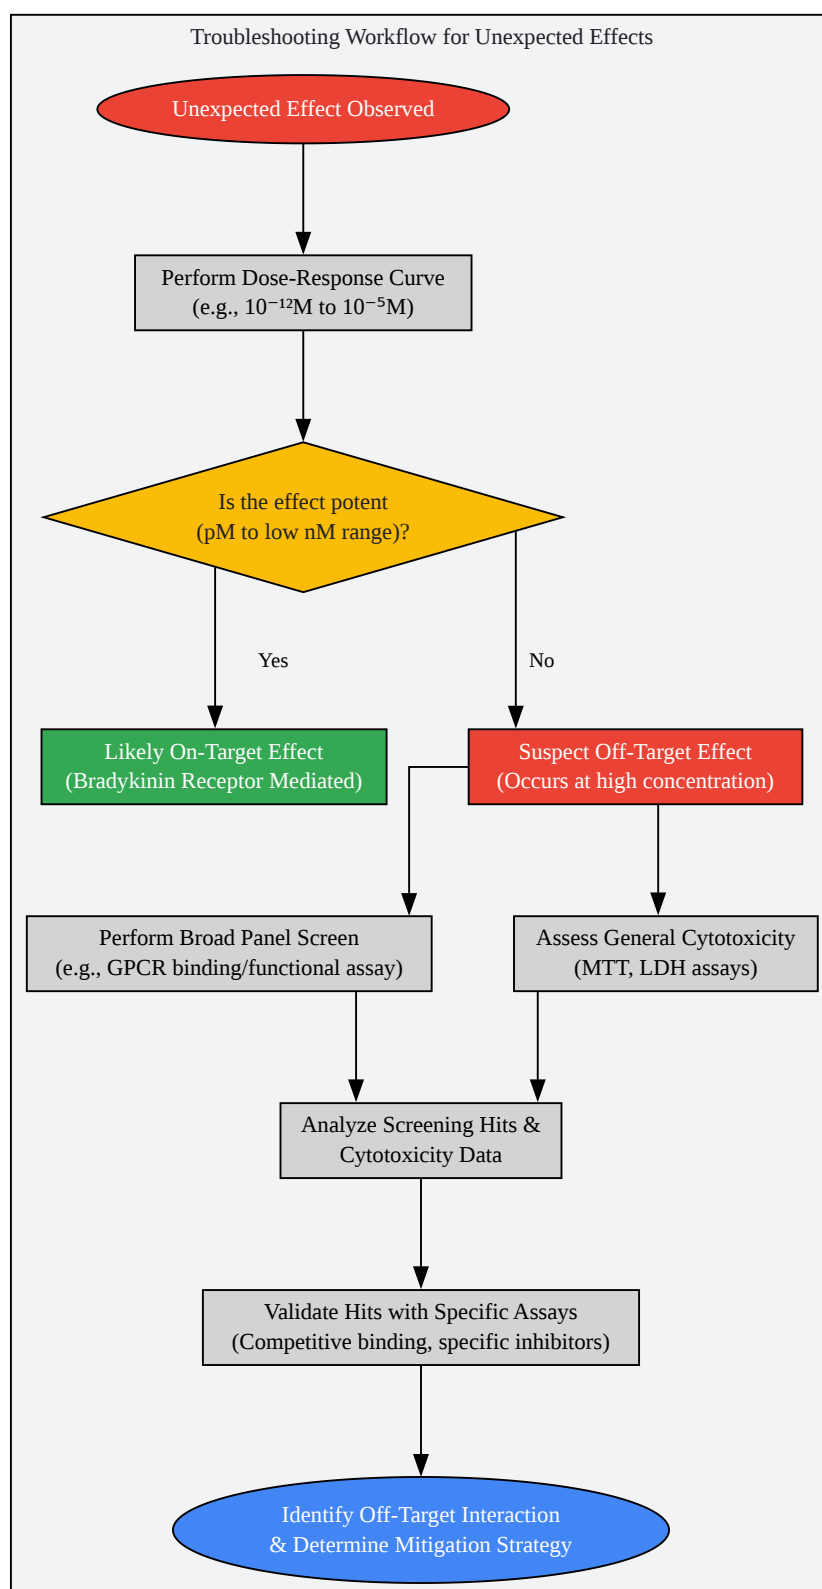 Troubleshooting Workflow for Unexpected Effects
Unexpected Effect Observed
Perform Dose-Response Curve
(e.g., 10⁻¹²M to 10⁻⁵M)
Is the effect potent
(pM to low nM range)?
Yes
No
Likely On-Target Effect
(Bradykinin Receptor Mediated)
Suspect Off-Target Effect
(Occurs at high concentration)
Perform Broad Panel Screen
(e.g., GPCR binding/functional assay)
Assess General Cytotoxicity
(MTT, LDH assays)
Analyze Screening Hits &
Cytotoxicity Data
Validate Hits with Specific Assays
(Competitive binding, specific inhibitors)
Identify Off-Target Interaction
& Determine Mitigation Strategy